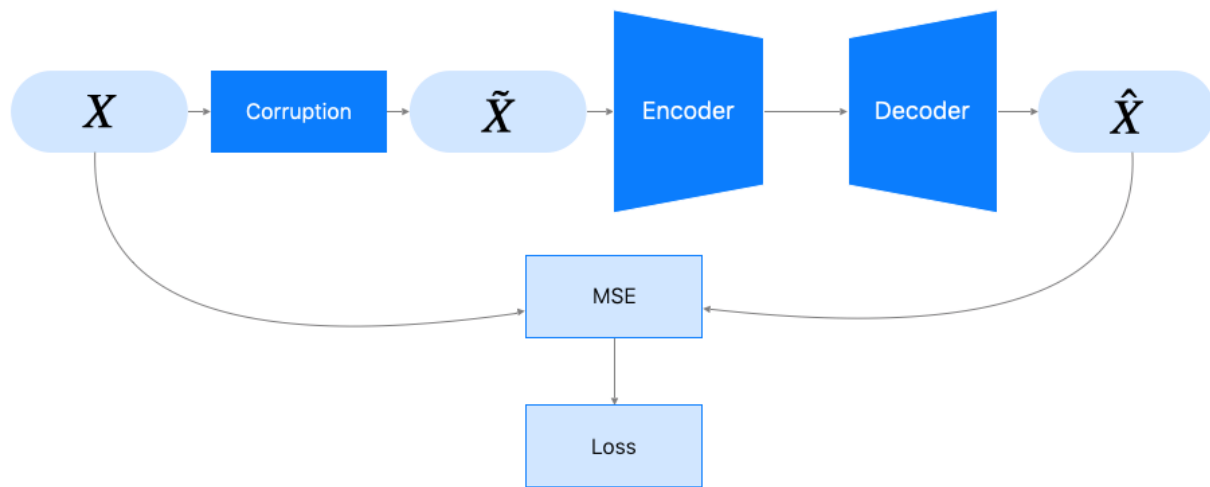 X
Corruption
X̃
Encoder
Decoder
X̂
MSE
Loss